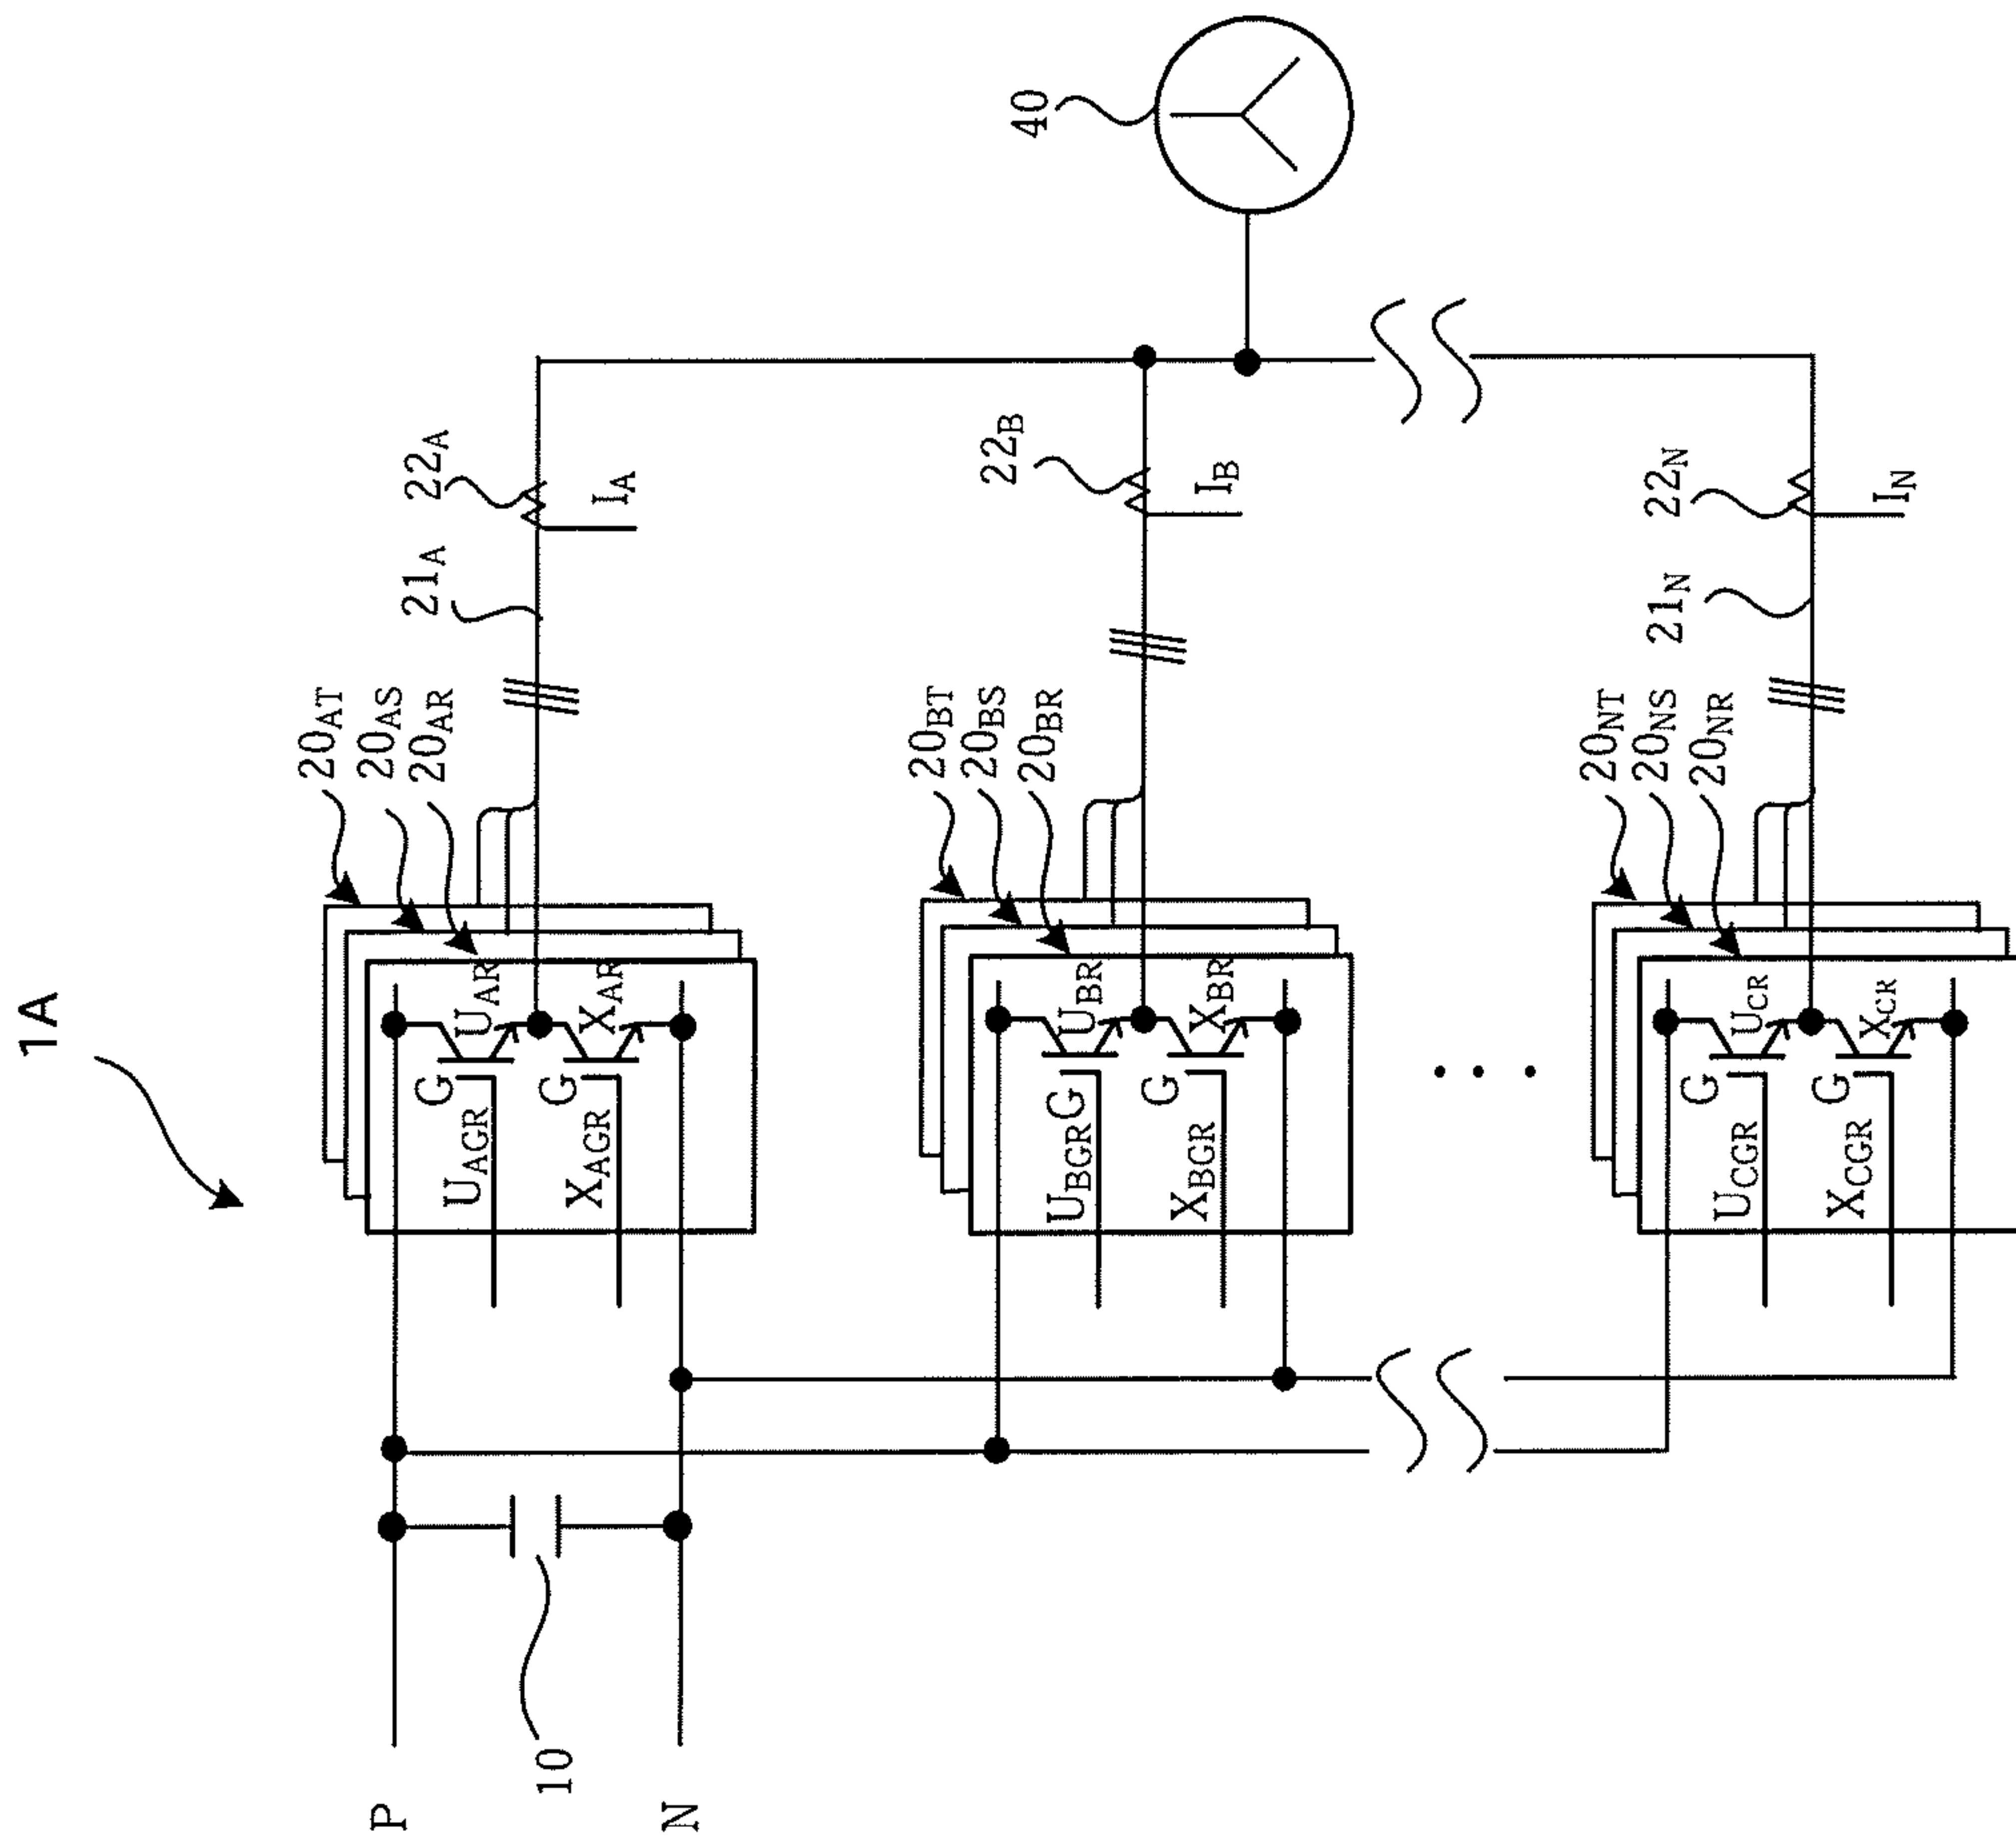 1A
20AT
20AS
20AR
21A
22A
IA
UAR
XAR
G
G
UAGR
XAGR
P
10
N
40
20BT
20BS
20BR
22B
IB
UBR
XBR
G
G
UBGR
XBGR
20NT
20NS
20NR
21N
22N
IN
UCR
XCR
G
G
UCGR
XCGR